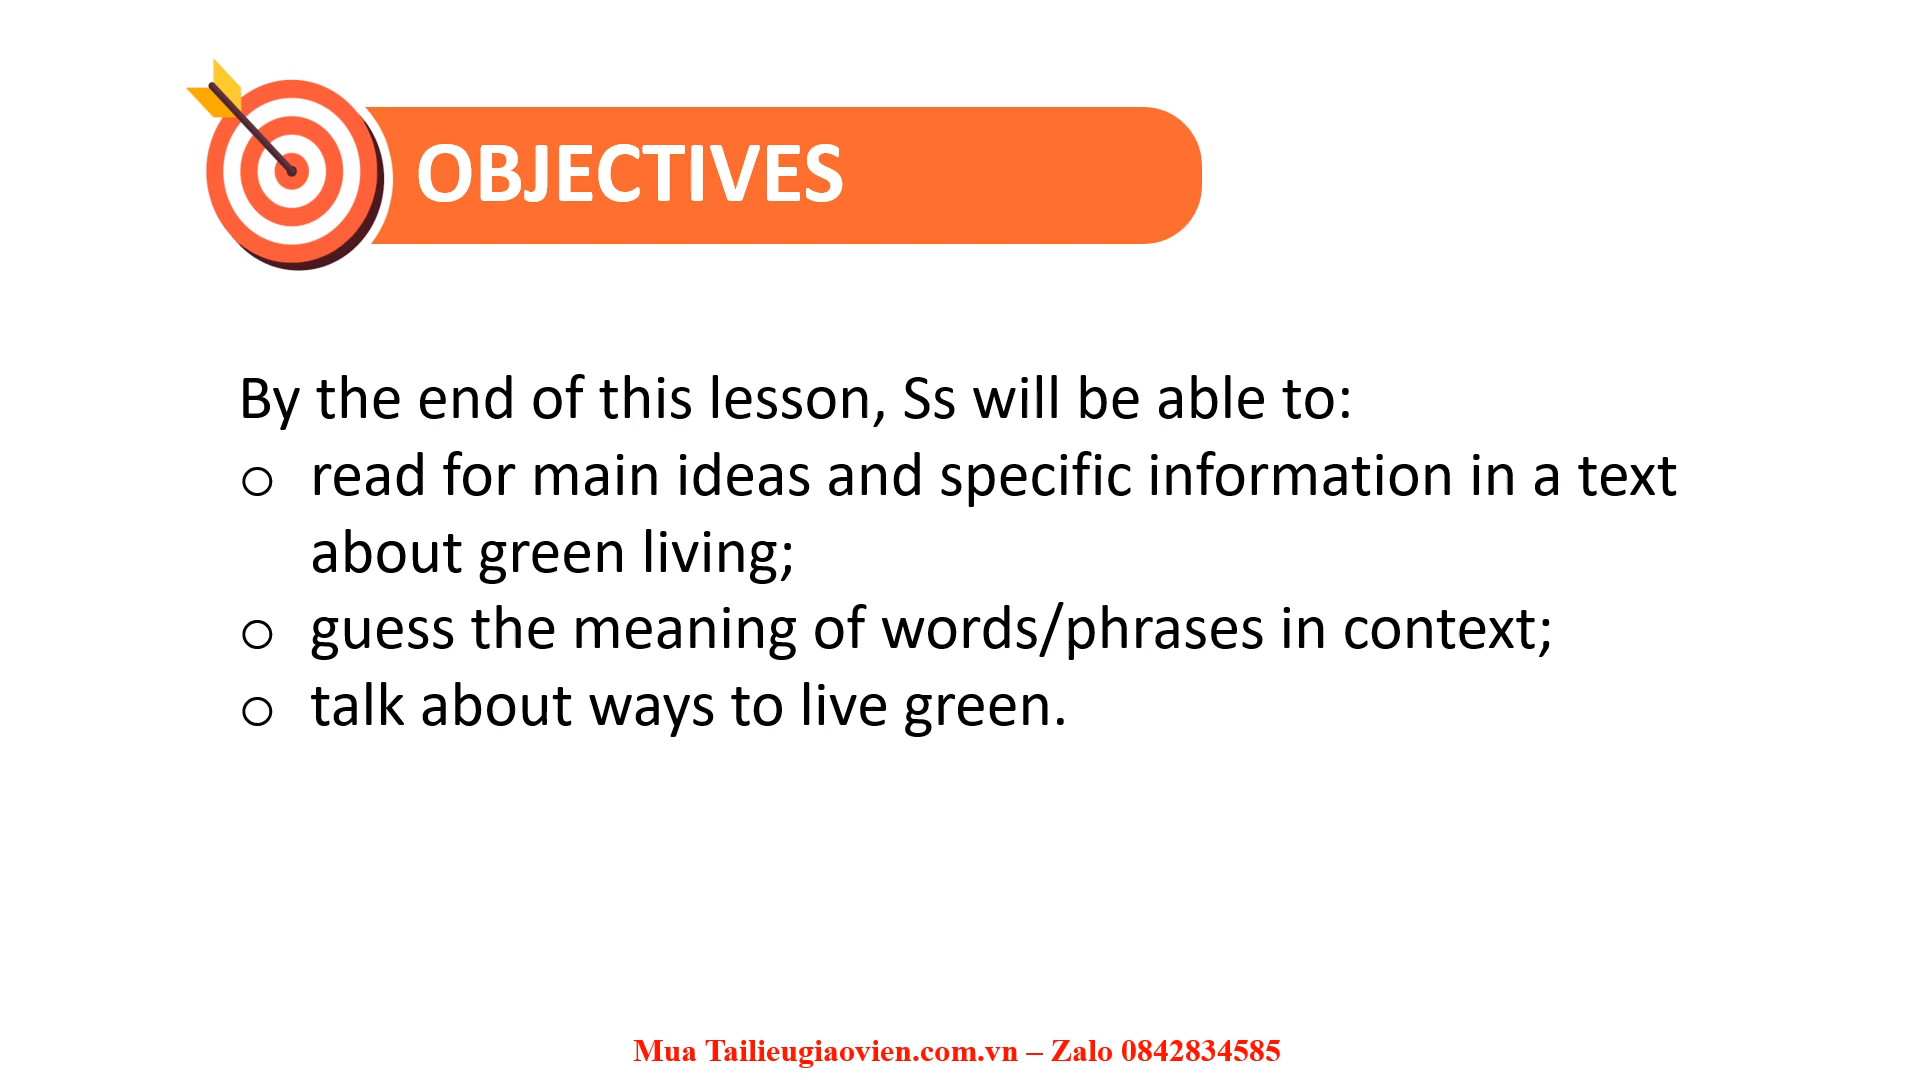 OBJECTIVES
By the end of this lesson, Ss will be able to:
o read for main ideas and specific information in a text
about green living;
o guess the meaning of words/phrases in context;
o talk about ways to live green.
Mua Tailieugiaovien.com.vn – Zalo 0842834585